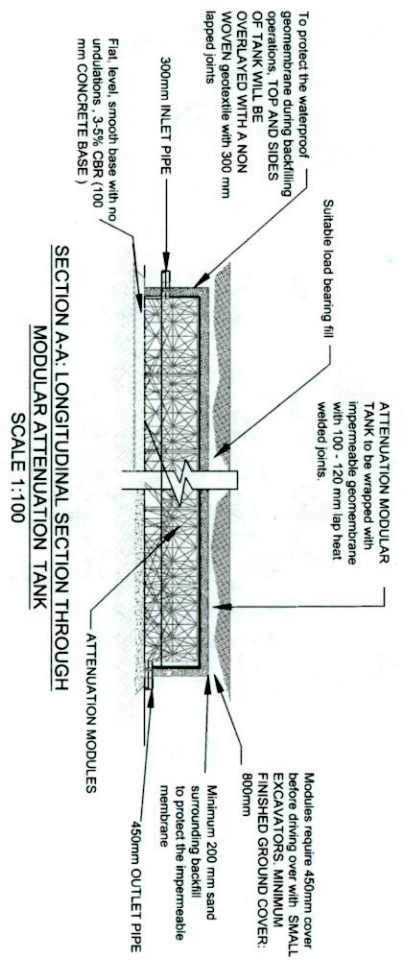 To protect the waterproof
geomembrane during backfilling
operations, TOP AND SIDES
OF TANK WILL BE
OVERLAYED WITH A NON
WOVEN geotextile with 300 mm
lapped joints
300mm INLET PIPE
Flat, level, smooth base with no
undulations , 3-5% CBR (100
mm CONCRETE BASE )
Suitable load bearing fill
ATTENUATION MODULAR
TANK to be wrapped with
impermeable geomembrane
with 100 - 120 mm lap heat
welded joints.
Modules require 450mm cover
before driving over with SMALL
EXCAVATORS. MINIMUM
FINISHED GROUND COVER:
800mm
Minimum 200 mm sand
surrounding backfill
to protect the impermeable
membrane
450mm OUTLET PIPE
ATTENUATION MODULES
SECTION A-A: LONGITUDINAL SECTION THROUGH
MODULAR ATTENUATION TANK
SCALE 1:100